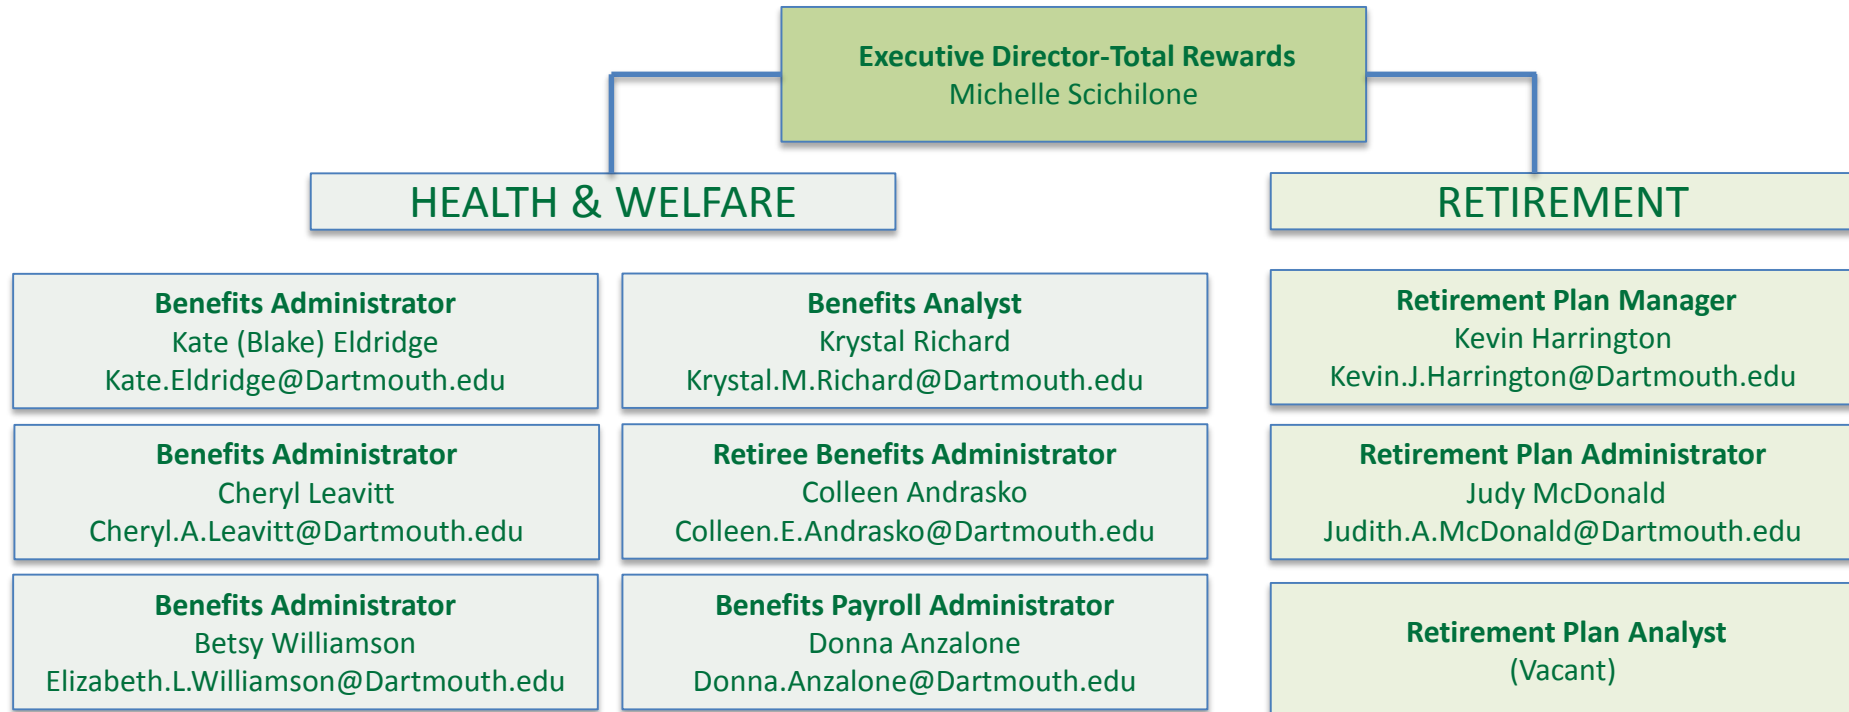 Executive Director-Total Rewards
Michelle Scichilone
HEALTH & WELFARE
RETIREMENT
Benefits Administrator
Kate (Blake) Eldridge
Kate.Eldridge@Dartmouth.edu
Benefits Analyst
Krystal Richard
Krystal.M.Richard@Dartmouth.edu
Retirement Plan Manager
Kevin Harrington
Kevin.J.Harrington@Dartmouth.edu
Benefits Administrator
Cheryl Leavitt
Cheryl.A.Leavitt@Dartmouth.edu
Retiree Benefits Administrator
Colleen Andrasko
Colleen.E.Andrasko@Dartmouth.edu
Retirement Plan Administrator
Judy McDonald
Judith.A.McDonald@Dartmouth.edu
Benefits Administrator
Betsy Williamson
Elizabeth.L.Williamson@Dartmouth.edu
Benefits Payroll Administrator
Donna Anzalone
Donna.Anzalone@Dartmouth.edu
Retirement Plan Analyst
(Vacant)